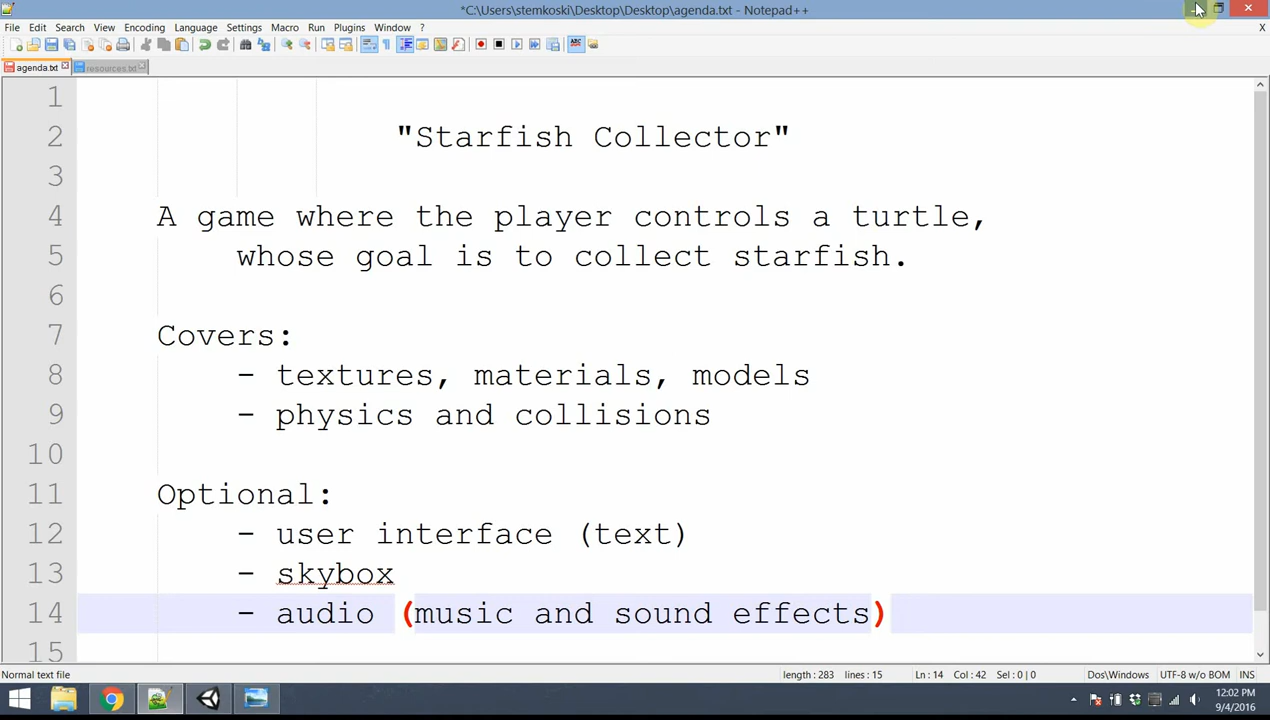 *C:\Users\stemkoski\Desktop\Desktop\agenda.txt - Notepad++
File Edit Search View Encoding Language Settings Macro Run Plugins Window ? X
agenda.txt resources.txt
1
2 "Starfish Collector"
3
4 A game where the player controls a turtle,
5 whose goal is to collect starfish.
6
7 Covers:
8 - textures, materials, models
9 - physics and collisions
10
11 Optional:
12 - user interface (text)
13 - skybox
14 - audio (music and sound effects)
15
Normal text file length : 283 lines : 15 Ln : 14 Col : 42 Sel : 0 | 0 Dos\Windows UTF-8 w/o BOM INS
12:02 PM
9/4/2016